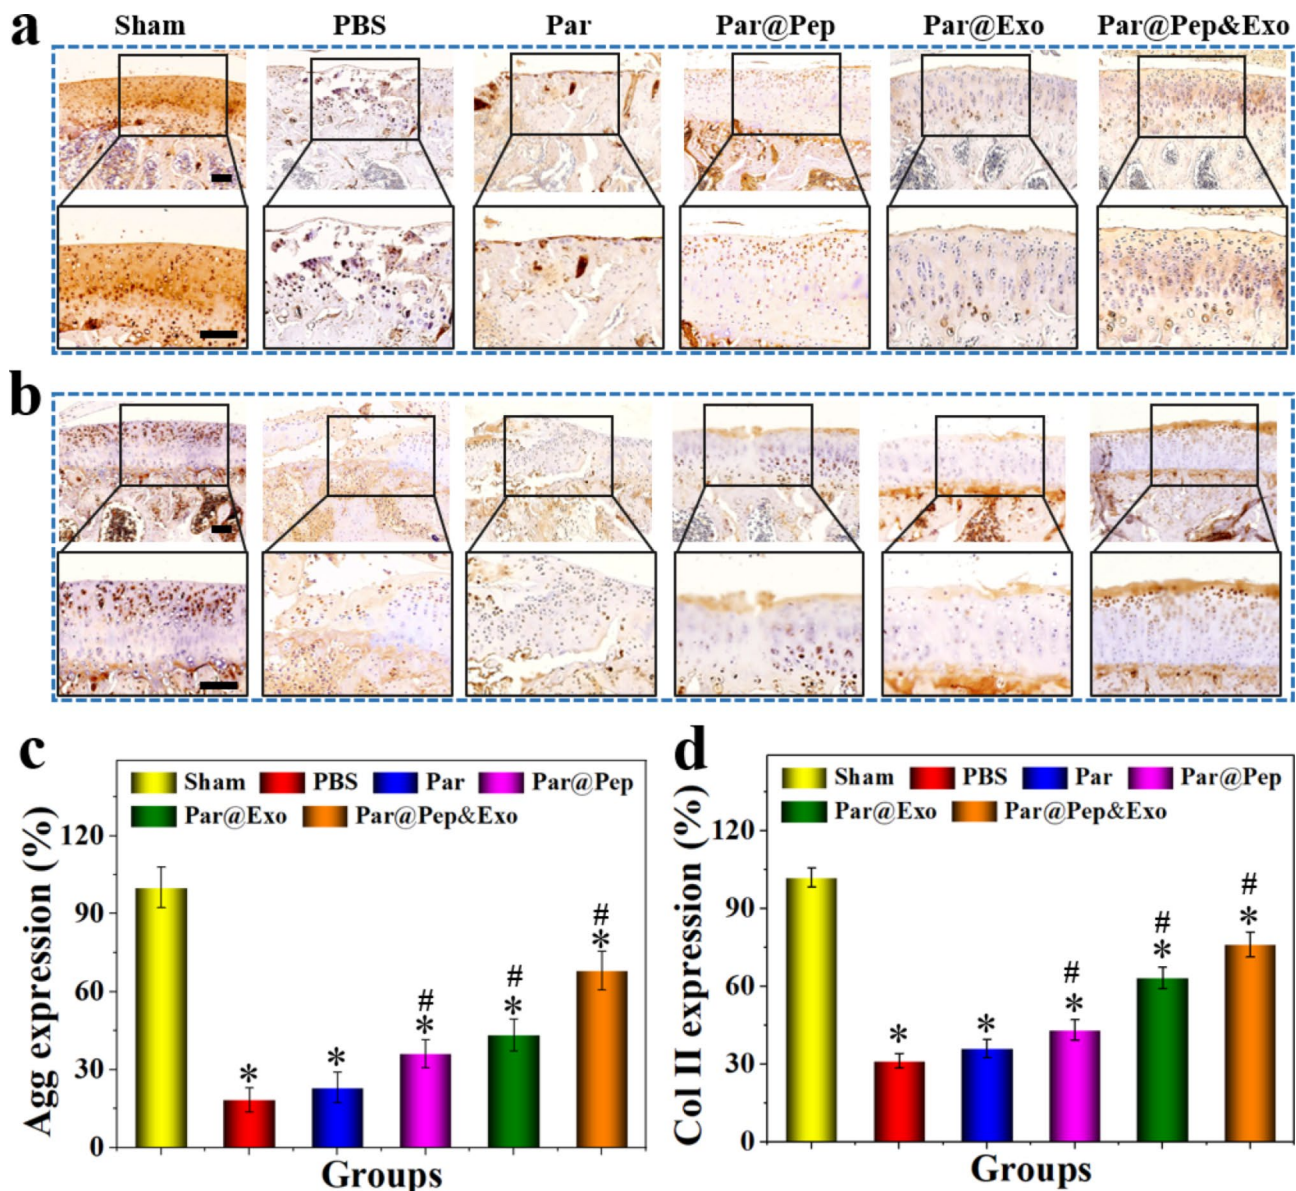 a
Sham PBS Par Par@Pep Par@Exo Par@Pep&Exo
b
c
Sham PBS Par Par@Pep
Par@Exo Par@Pep&Exo
Agg expression (%)
120
90
60
30
0
* * # * # * # *
Groups
d
Sham PBS Par Par@Pep
Par@Exo Par@Pep&Exo
Col II expression (%)
120
90
60
30
0
* * # * # * # *
Groups